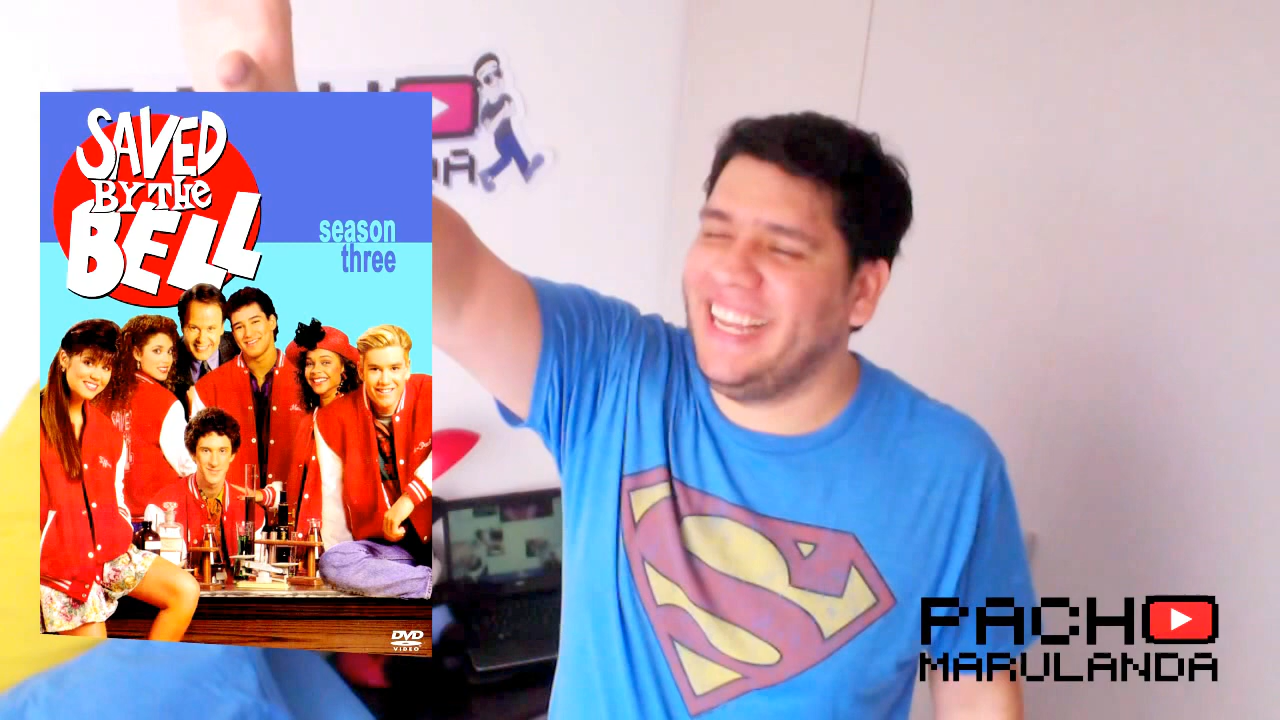 SAVED
BY THE
BELL
season
three
DVD
VIDEO
PACHO
MARULANDA